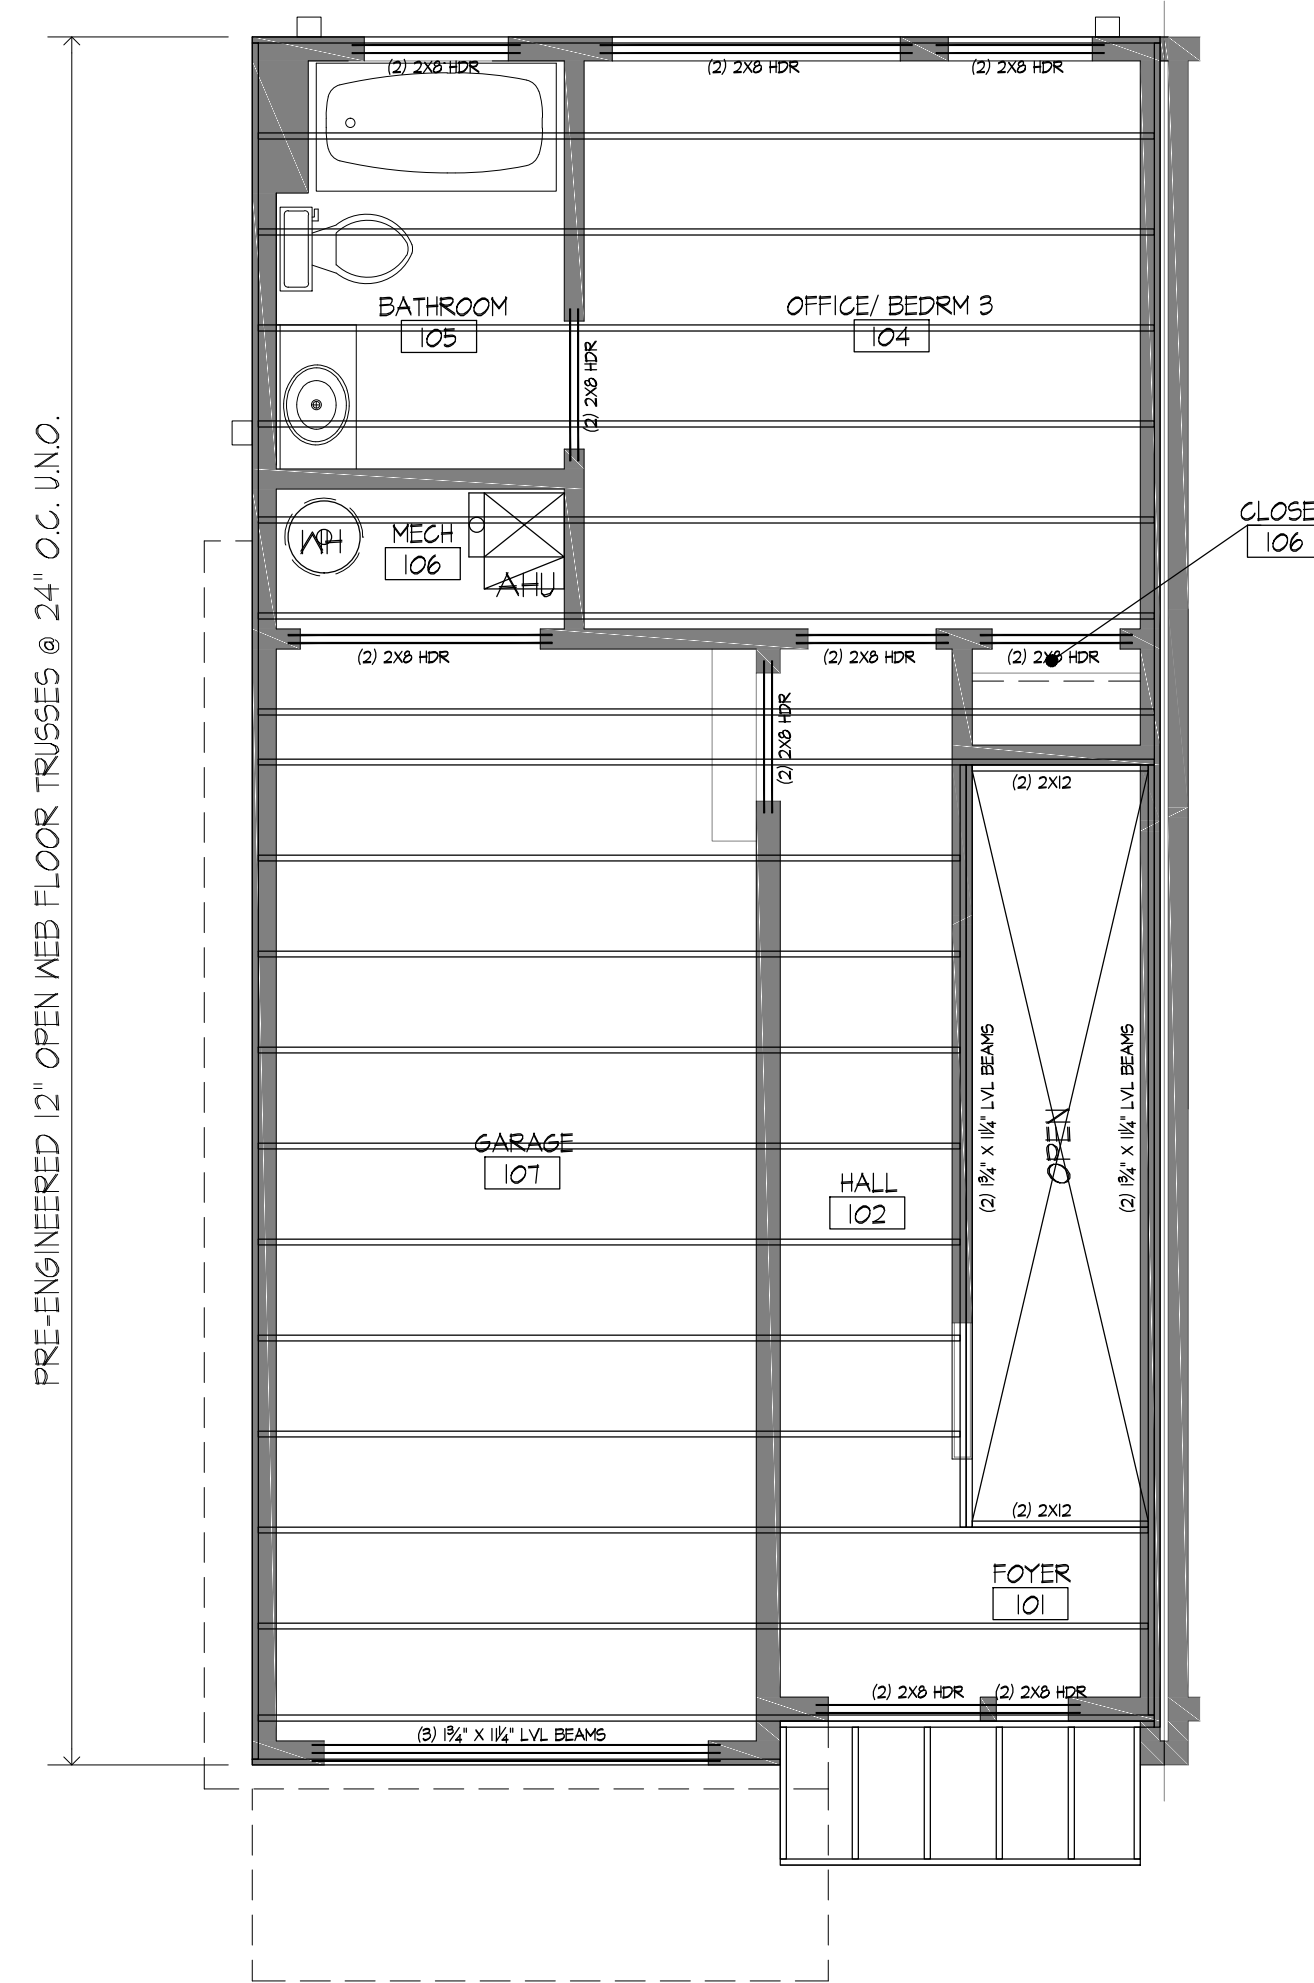 (2) 2X8 HDR
(2) 2X8 HDR
(2) 2X8 HDR
BATHROOM
105
OFFICE/ BEDRM 3
104
(2) 2X8 HDR
PRE-ENGINEERED 12" OPEN WEB FLOOR TRUSSES @ 24" O.C. U.N.O.
WH
MECH
106
AHU
CLOSE
106
(2) 2X8 HDR
(2) 2X8 HDR
(2) 2X8 HDR
(2) 2X8 HDR
(2) 2X12
(2) 1¾" X 11¼" LVL BEAMS
OPEN
(2) 1¾" X 11¼" LVL BEAMS
GARAGE
107
HALL
102
(2) 2X12
FOYER
101
(2) 2X8 HDR
(2) 2X8 HDR
(3) 1¾" X 11¼" LVL BEAMS